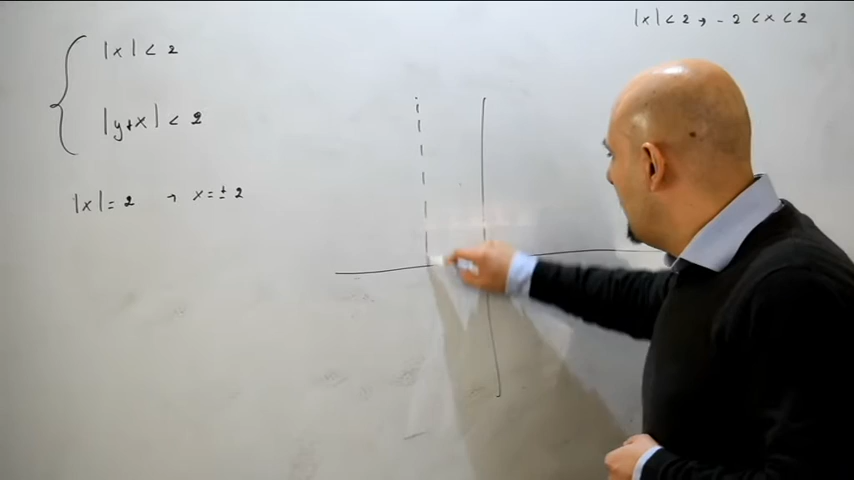 |x| < 2
|y+x| < 2
|x| = 2 → x = ± 2
|x| < 2 → -2 < x < 2